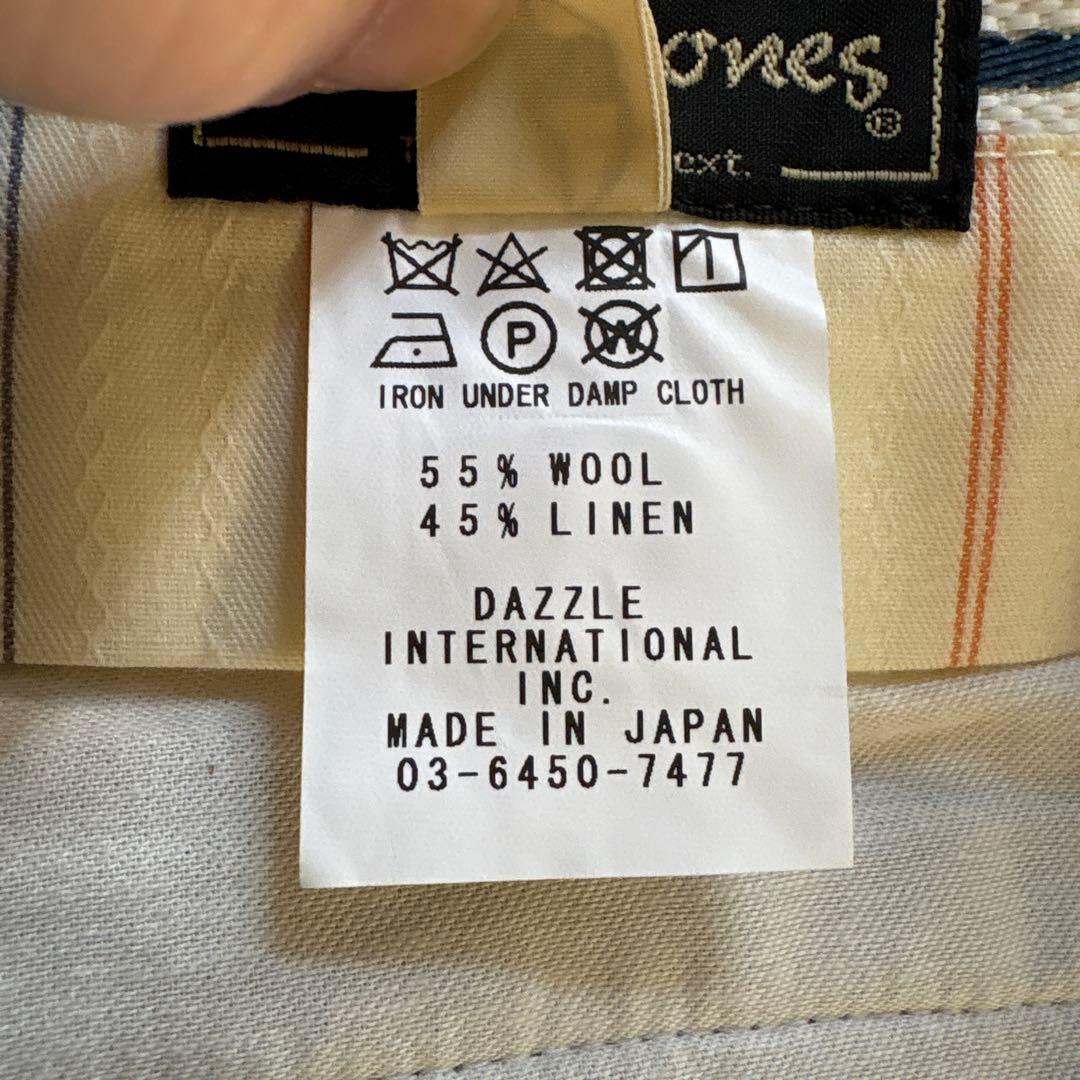 ones®
ext.
P
W
IRON UNDER DAMP CLOTH
55% WOOL
45% LINEN
DAZZLE
INTERNATIONAL
INC.
MADE IN JAPAN
03-6450-7477